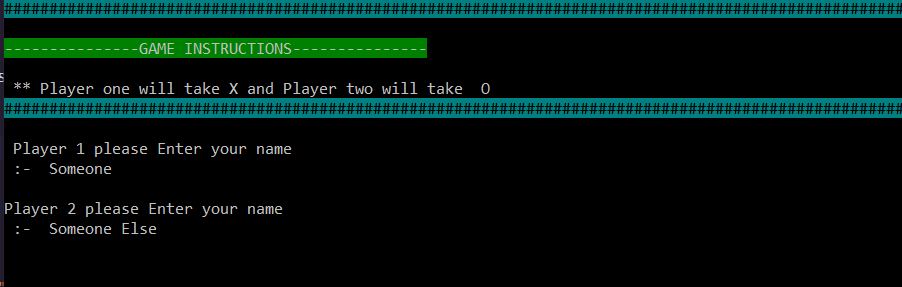 ####################################################################################################
---------------GAME INSTRUCTIONS---------------
** Player one will take X and Player two will take  O
####################################################################################################
Player 1 please Enter your name
:-  Someone
Player 2 please Enter your name
:-  Someone Else